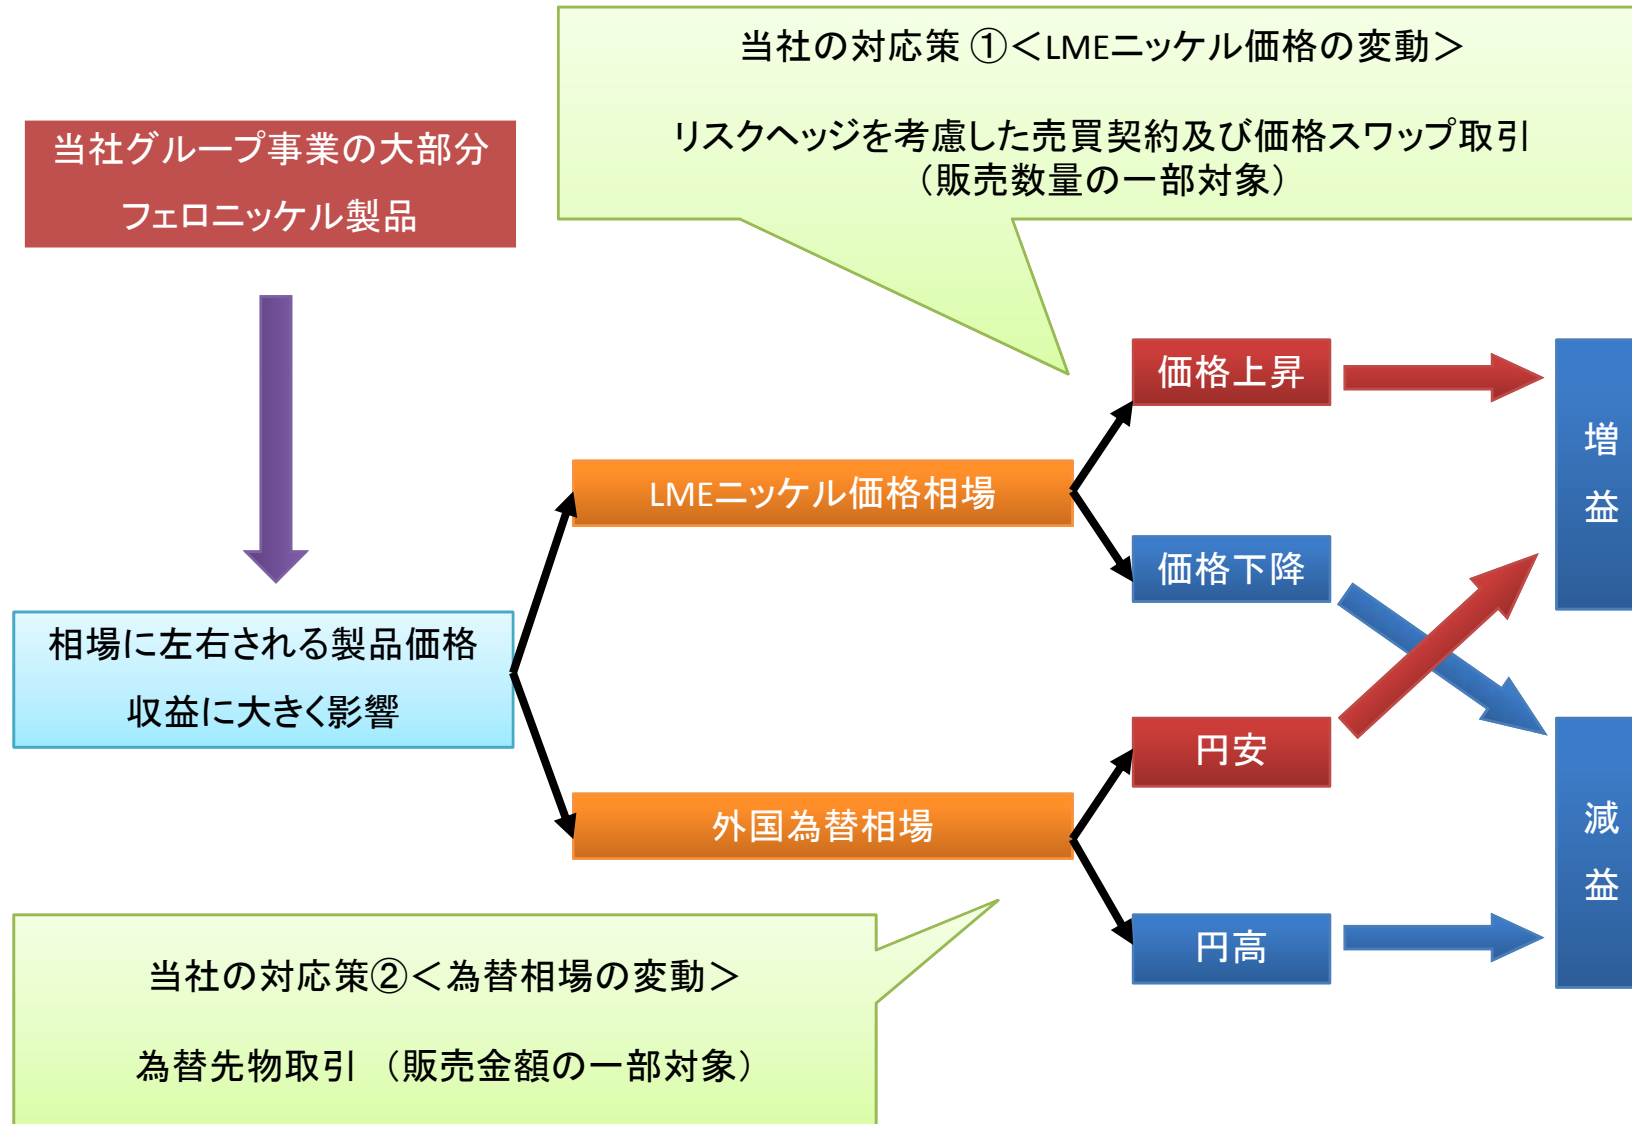 当社の対応策 ①＜LMEニッケル価格の変動＞
リスクヘッジを考慮した売買契約及び価格スワップ取引
（販売数量の一部対象）
当社グループ事業の大部分
フェロニッケル製品
相場に左右される製品価格
収益に大きく影響
LMEニッケル価格相場
外国為替相場
価格上昇
価格下降
円安
円高
増
益
減
益
当社の対応策②＜為替相場の変動＞
為替先物取引 （販売金額の一部対象）